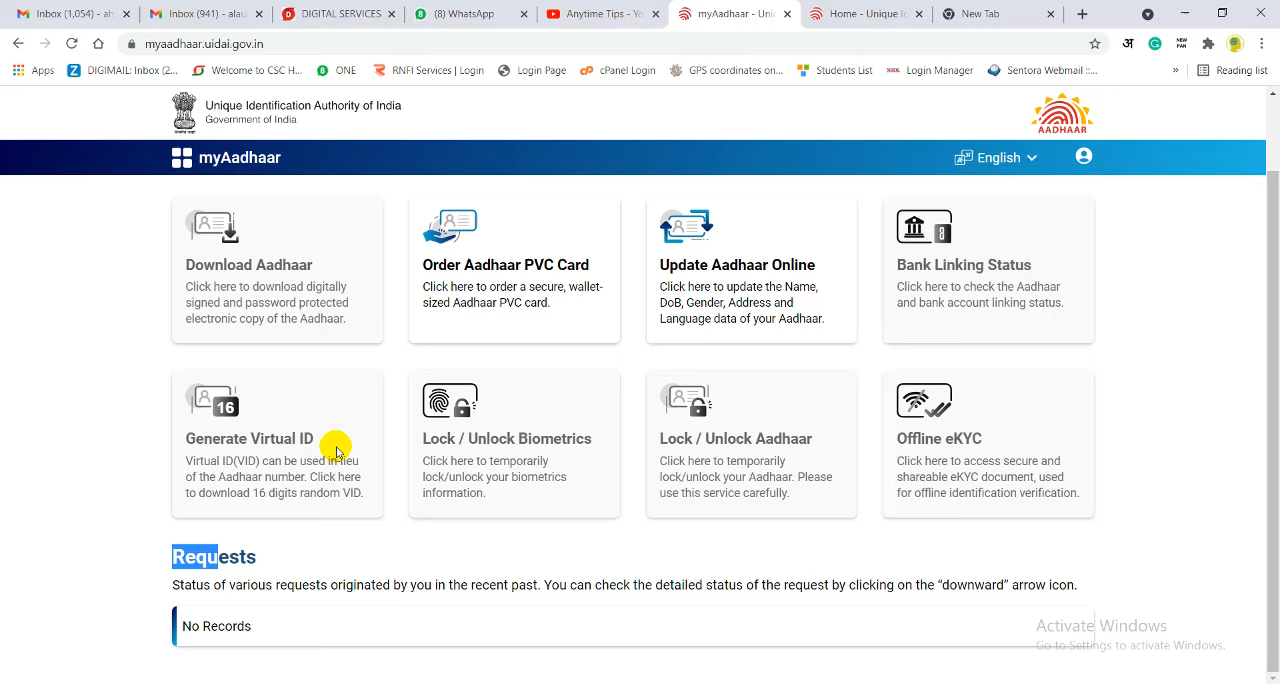 Inbox (1,054) - al
Inbox (941) - alau
DIGITAL SERVICES
(8) WhatsApp
Anytime Tips - Yo
myAadhaar - Uni
Home - Unique Ic
New Tab
myaadhaar.uidai.gov.in
अ
NEW PAN
Apps
DIGIMAIL: Inbox (2...
Welcome to CSC H...
ONE
RNFI Services | Login
Login Page
cPanel Login
GPS coordinates on...
Students List
NSDL Login Manager
Sentora Webmail ::...
»
Reading list
Unique Identification Authority of India
Government of India
AADHAAR
myAadhaar
English
Download Aadhaar
Click here to download digitally
signed and password protected
electronic copy of the Aadhaar.
Order Aadhaar PVC Card
Click here to order a secure, wallet-
sized Aadhaar PVC card.
Update Aadhaar Online
Click here to update the Name,
DoB, Gender, Address and
Language data of your Aadhaar.
Bank Linking Status
Click here to check the Aadhaar
and bank account linking status.
16
Generate Virtual ID
Virtual ID(VID) can be used in lieu
of the Aadhaar number. Click here
to download 16 digits random VID.
Lock / Unlock Biometrics
Click here to temporarily
lock/unlock your biometrics
information.
Lock / Unlock Aadhaar
Click here to temporarily
lock/unlock your Aadhaar. Please
use this service carefully.
Offline eKYC
Click here to access secure and
shareable eKYC document, used
for offline identification verification.
Requests
Status of various requests originated by you in the recent past. You can check the detailed status of the request by clicking on the “downward” arrow icon.
No Records
Activate Windows
Go to Settings to activate Windows.